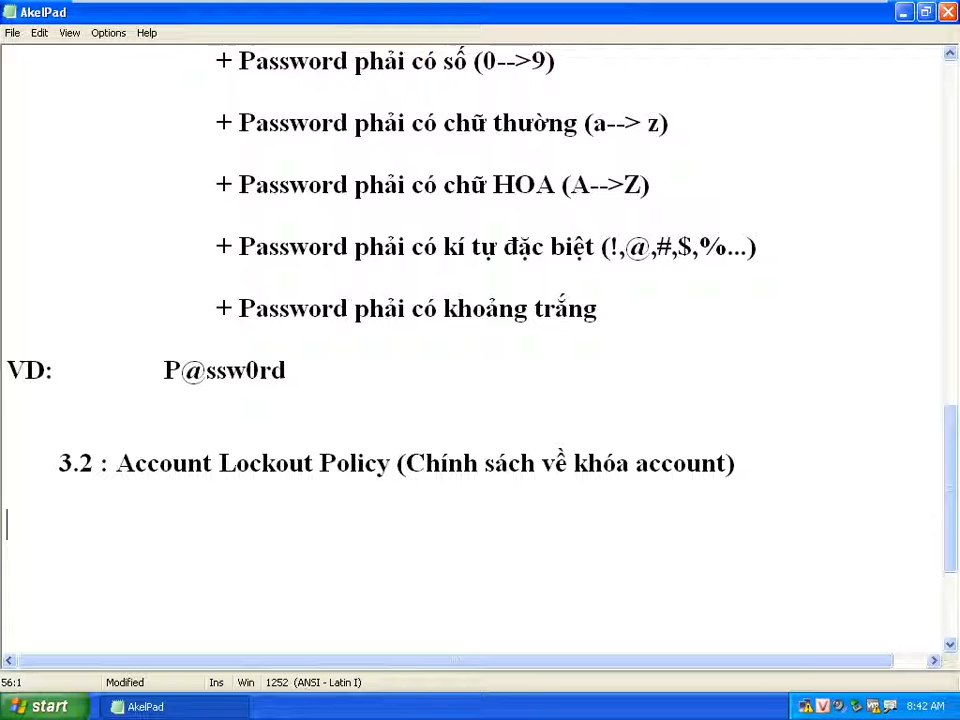 AkelPad
File Edit View Options Help
+ Password phải có số (0-->9)
+ Password phải có chữ thường (a--> z)
+ Password phải có chữ HOA (A-->Z)
+ Password phải có kí tự đặc biệt (!,@,#,$,%...)
+ Password phải có khoảng trắng
VD: P@ssw0rd
3.2 : Account Lockout Policy (Chính sách về khóa account)
56:1 Modified Ins Win 1252 (ANSI - Latin I)
start AkelPad V 8:42 AM